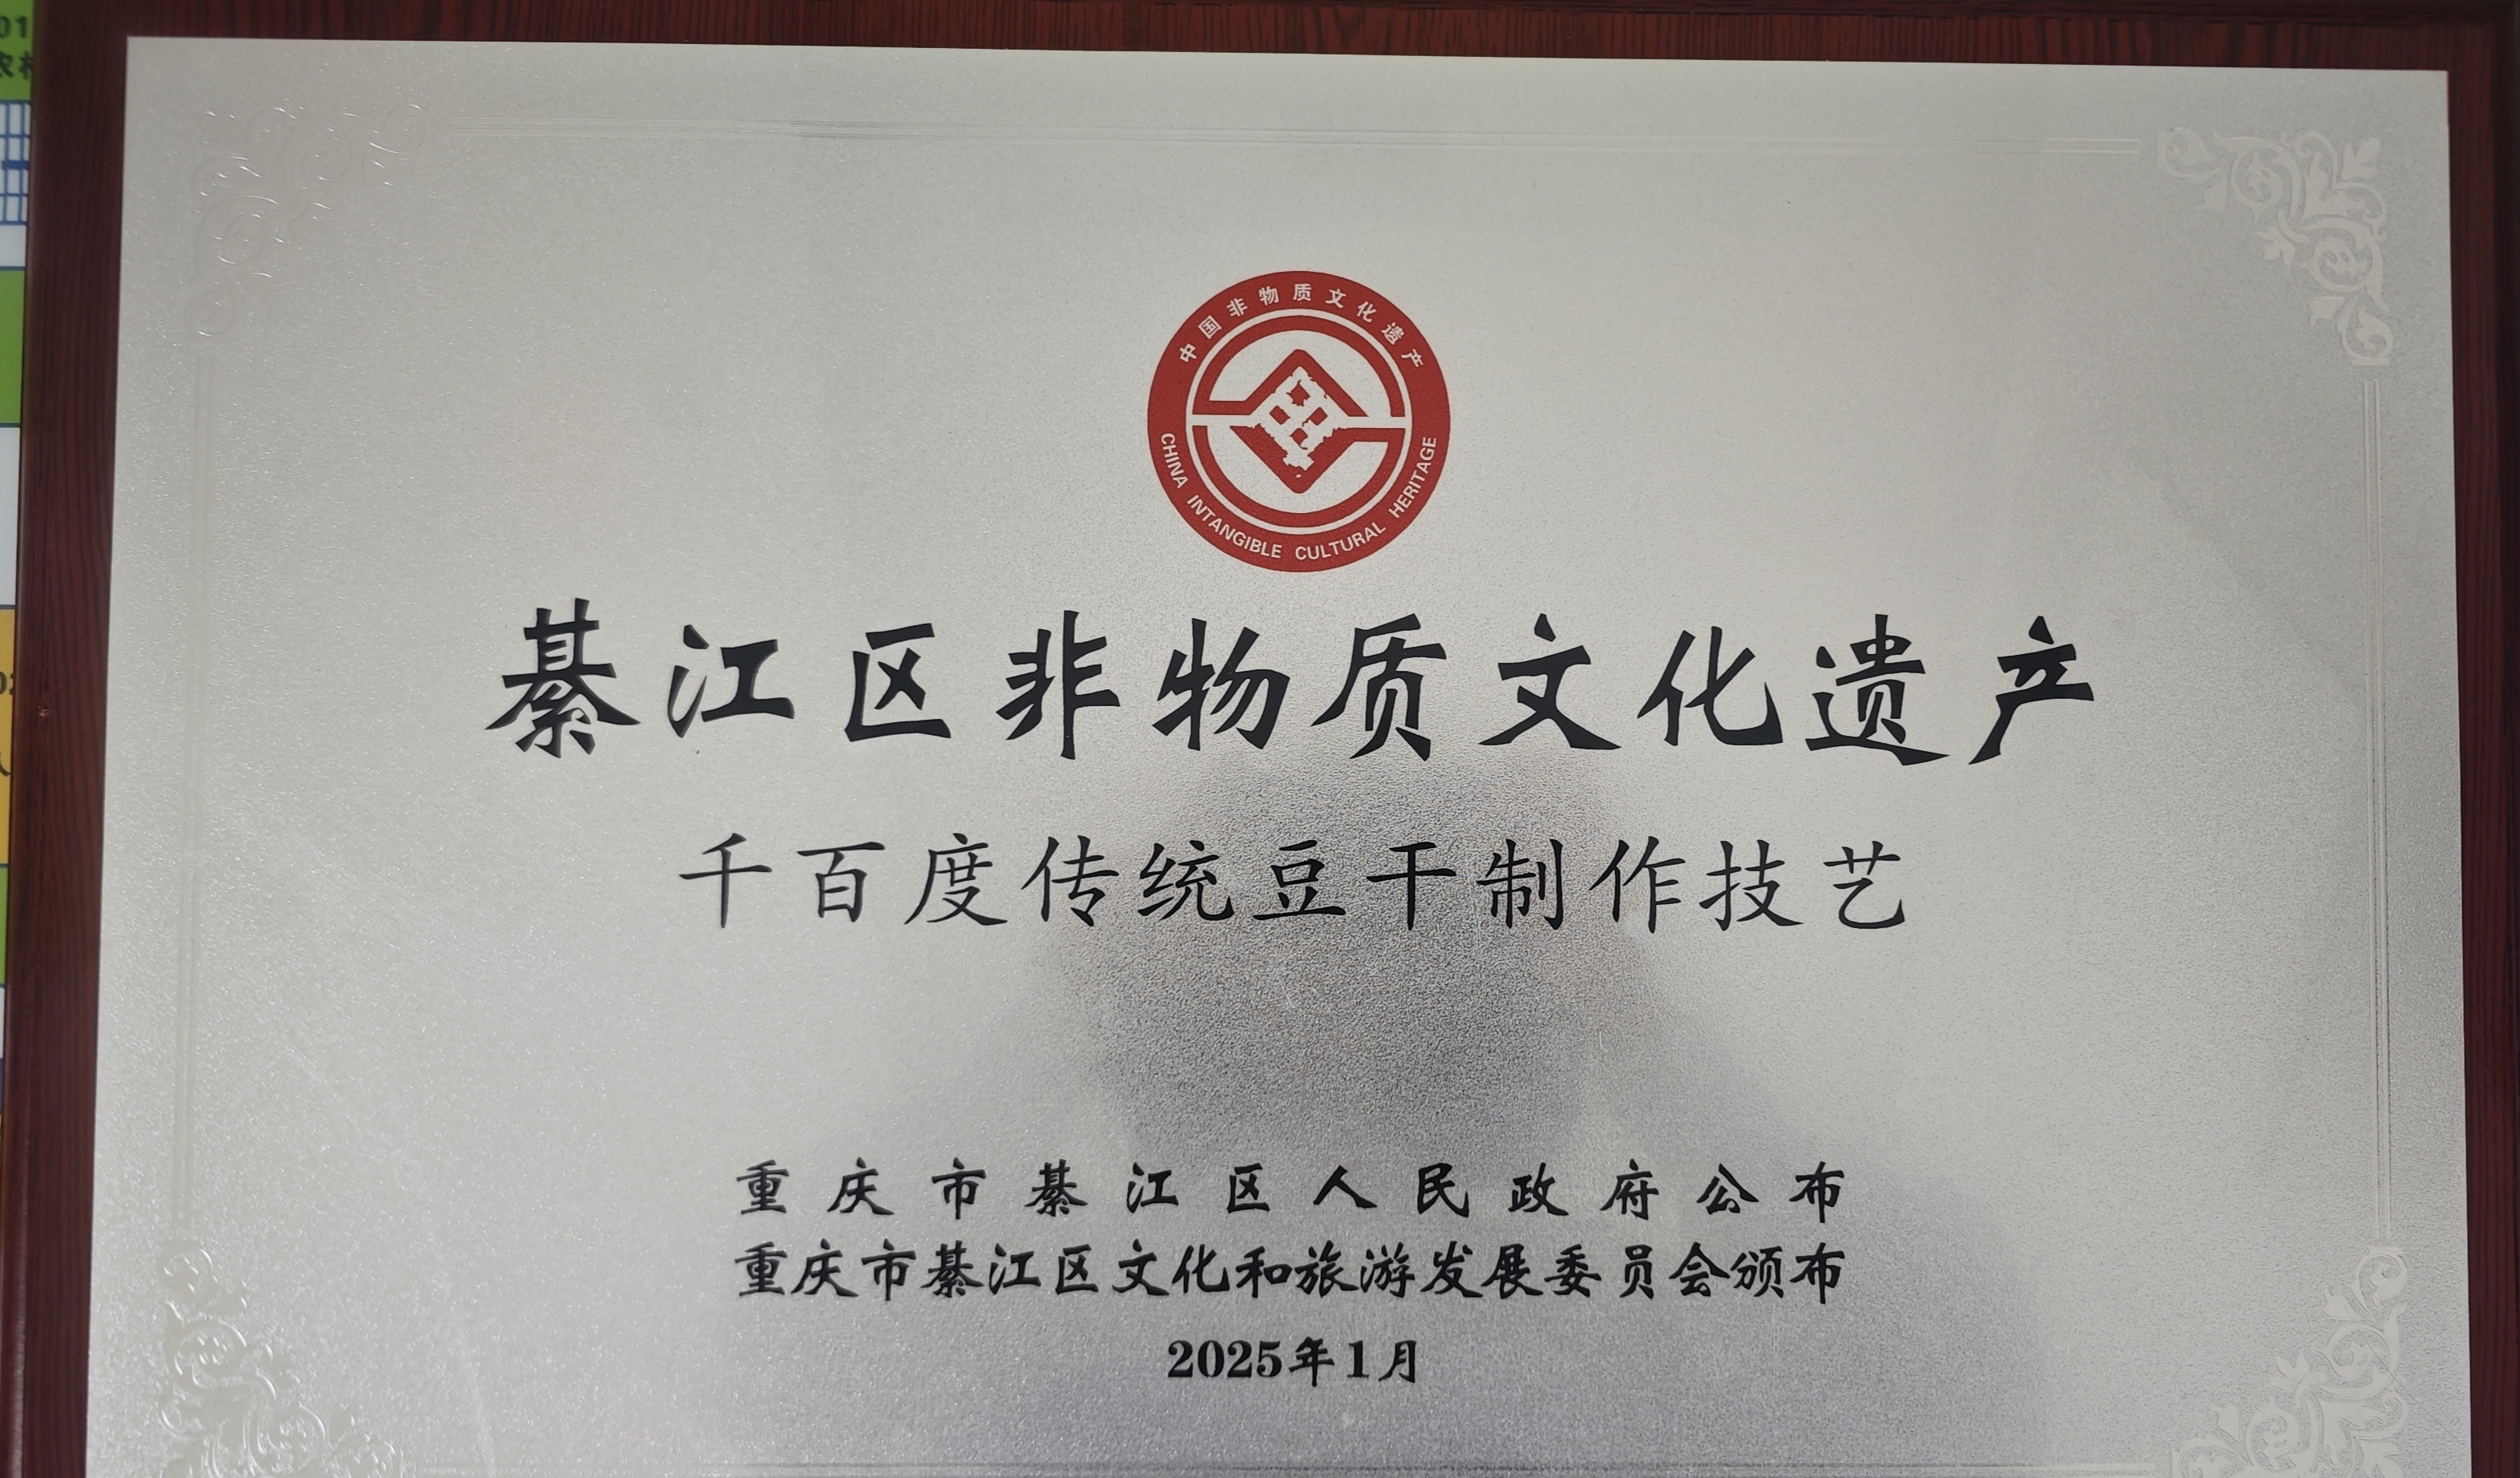 中国非物质文化遗产
CHINA INTANGIBLE CULTURAL HERITAGE
綦江区非物质文化遗产
千百度传统豆干制作技艺
重庆市綦江区人民政府公布
重庆市綦江区文化和旅游发展委员会颁布
2025年1月